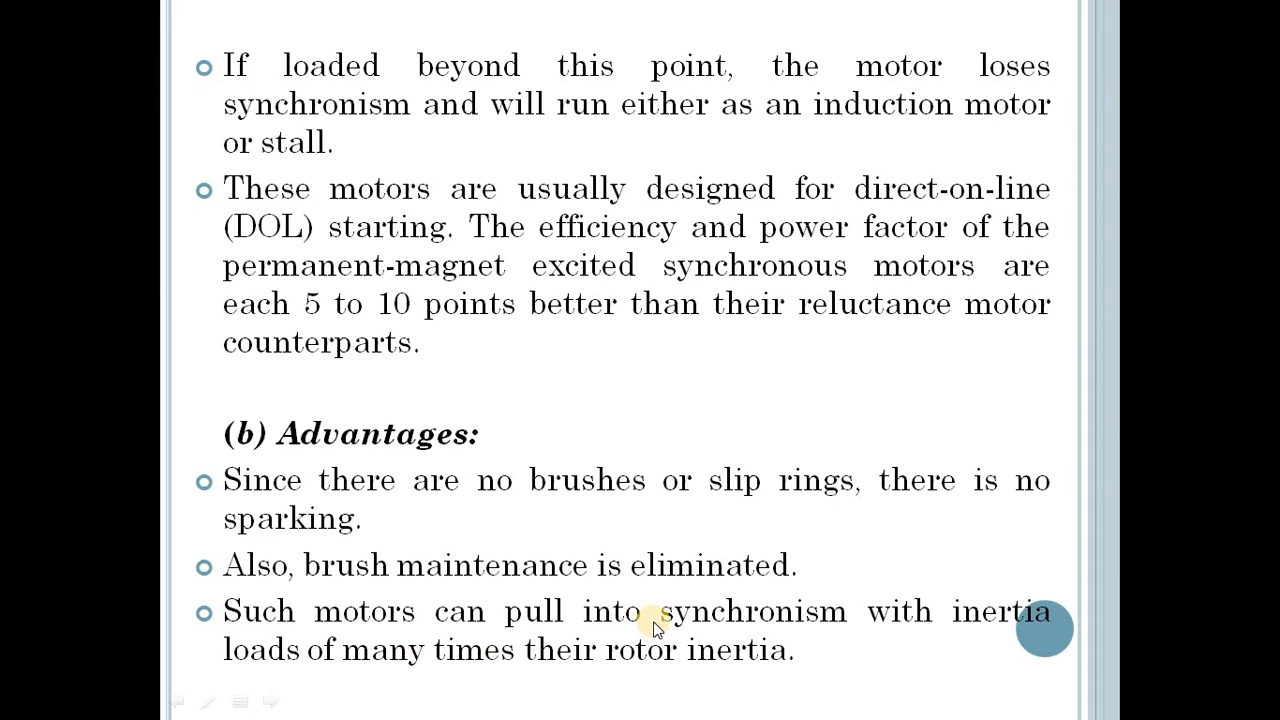 If loaded beyond this point, the motor loses
synchronism and will run either as an induction motor
or stall.
These motors are usually designed for direct-on-line
(DOL) starting. The efficiency and power factor of the
permanent-magnet excited synchronous motors are
each 5 to 10 points better than their reluctance motor
counterparts.
(b) Advantages:
Since there are no brushes or slip rings, there is no
sparking.
Also, brush maintenance is eliminated.
Such motors can pull into synchronism with inertia
loads of many times their rotor inertia.